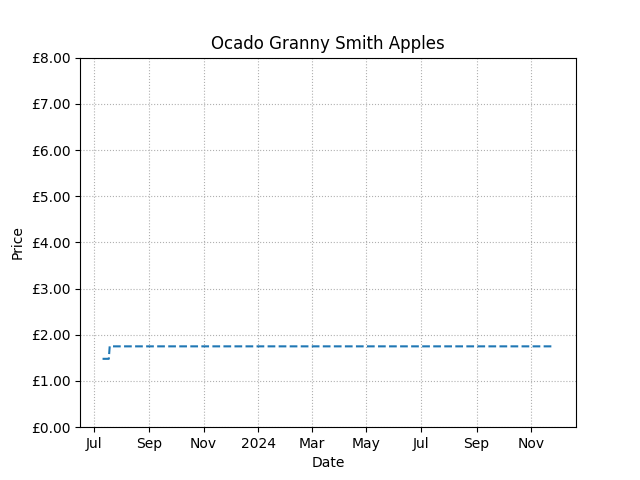 Ocado Granny Smith Apples
£8.00
£7.00
£6.00
£5.00
£4.00
£3.00
£2.00
£1.00
£0.00
Price
Jul Sep Nov 2024 Mar May Jul Sep Nov
Date